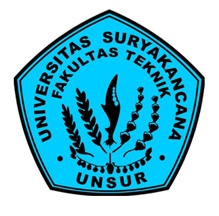 UNIVERSITAS SURYAKANCANA
FAKULTAS TEKNIK
UNSUR